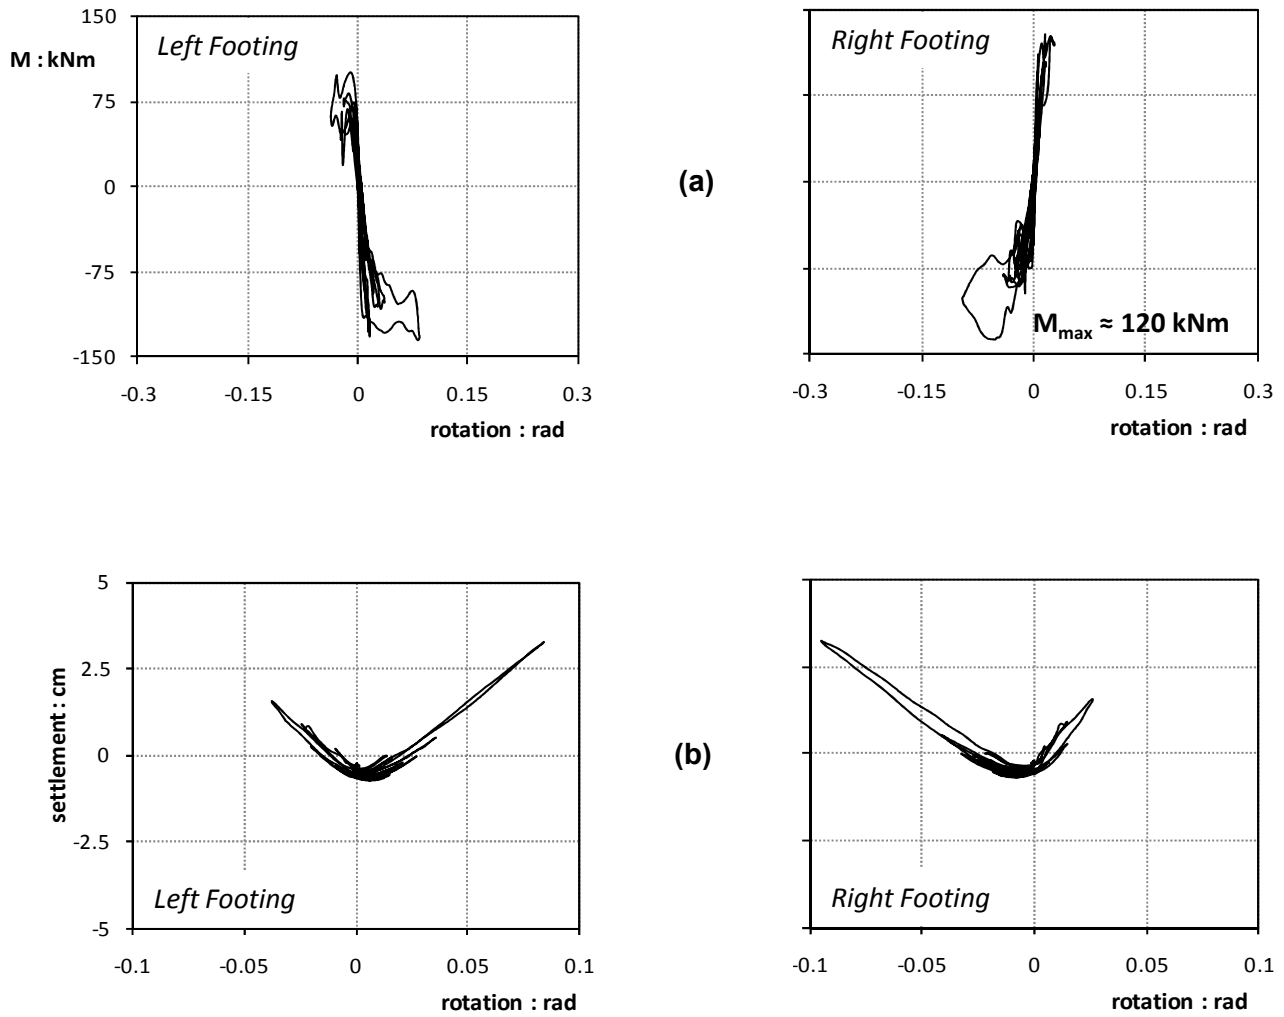 150
M : kNm
75
0
-75
-150
Left Footing
-0.3 -0.15 0 0.15 0.3
rotation : rad
(a)
Right Footing
M_max ≈ 120 kNm
-0.3 -0.15 0 0.15 0.3
rotation : rad
5
2.5
0
-2.5
-5
settlement : cm
Left Footing
-0.1 -0.05 0 0.05 0.1
rotation : rad
(b)
Right Footing
-0.1 -0.05 0 0.05 0.1
rotation : rad